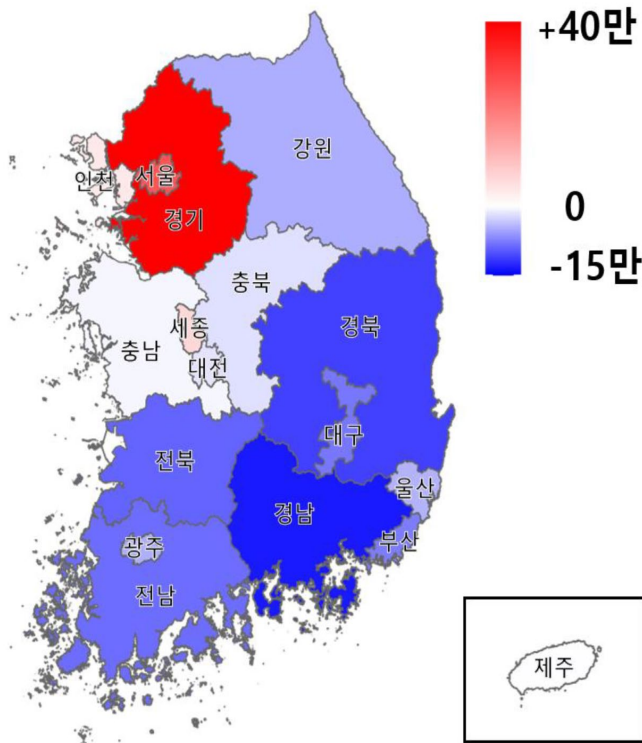 +40만
0
-15만
강원
인천
서울
경기
충북
세종
충남
대전
경북
대구
전북
울산
경남
부산
광주
전남
제주